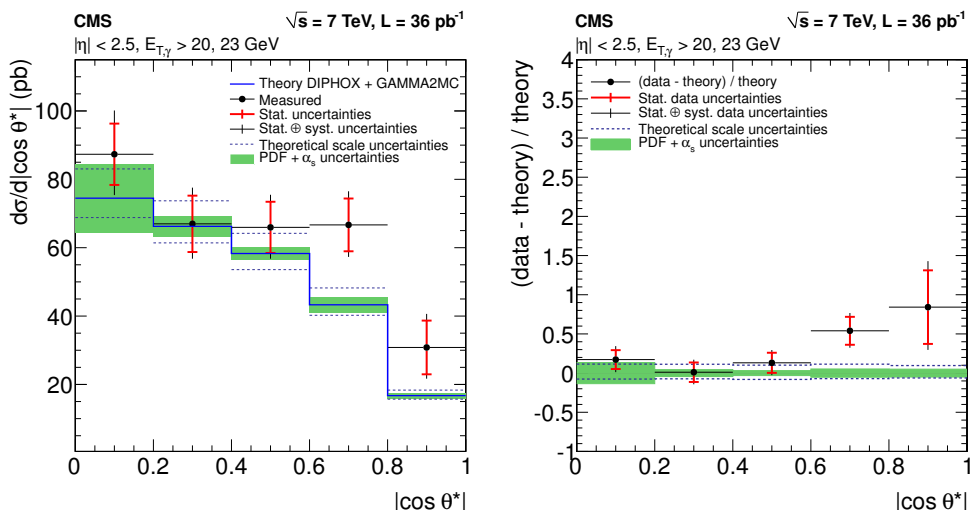 CMS
√s = 7 TeV, L = 36 pb⁻¹
|η| < 2.5, E_T,γ > 20, 23 GeV
dσ/d|cos θ*| (pb)
100
80
60
40
20
Theory DIPHOX + GAMMA2MC
Measured
Stat. uncertainties
Stat. ⊕ syst. uncertainties
Theoretical scale uncertainties
PDF + α_s uncertainties
0 0.2 0.4 0.6 0.8 1
|cos θ*|
CMS
√s = 7 TeV, L = 36 pb⁻¹
|η| < 2.5, E_T,γ > 20, 23 GeV
(data - theory) / theory
4
3.5
3
2.5
2
1.5
1
0.5
0
-0.5
-1
(data - theory) / theory
Stat. data uncertainties
Stat. ⊕ syst. data uncertainties
Theoretical scale uncertainties
PDF + α_s uncertainties
0 0.2 0.4 0.6 0.8 1
|cos θ*|